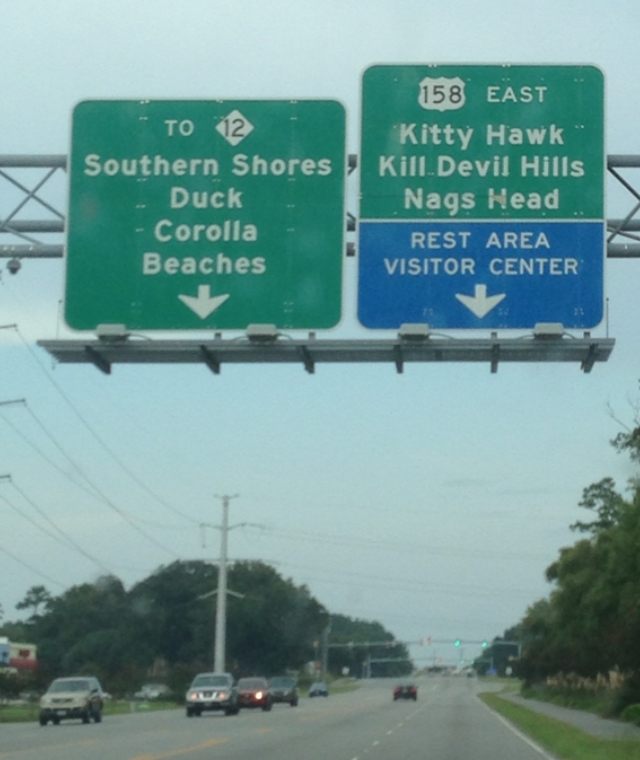 TO 12
Southern Shores
Duck
Corolla
Beaches
158 EAST
Kitty Hawk
Kill Devil Hills
Nags Head
REST AREA
VISITOR CENTER